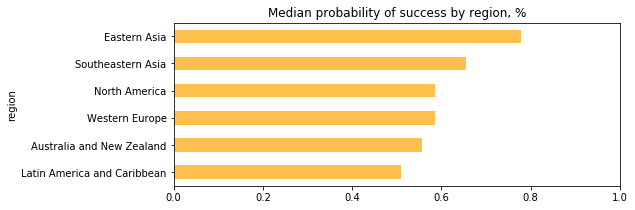 Median probability of success by region, %
region
Eastern Asia
Southeastern Asia
North America
Western Europe
Australia and New Zealand
Latin America and Caribbean
0.0 0.2 0.4 0.6 0.8 1.0